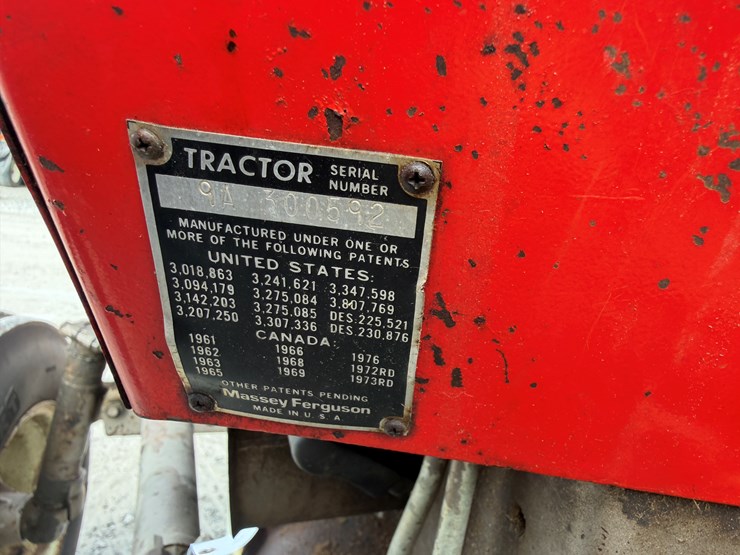 TRACTOR SERIAL NUMBER
9A 300592
MANUFACTURED UNDER ONE OR
MORE OF THE FOLLOWING PATENTS
UNITED STATES:
3,018,863 3,241,621 3,347,598
3,094,179 3,275,084 3,807,769
3,142,203 3,275,085 DES. 225,521
3,207,250 3,307,336 DES. 230,876
CANADA:
1961 1966 1976
1962 1968 1972RD
1963 1969 1973RD
1965
OTHER PATENTS PENDING
Massey Ferguson
MADE IN U.S.A.